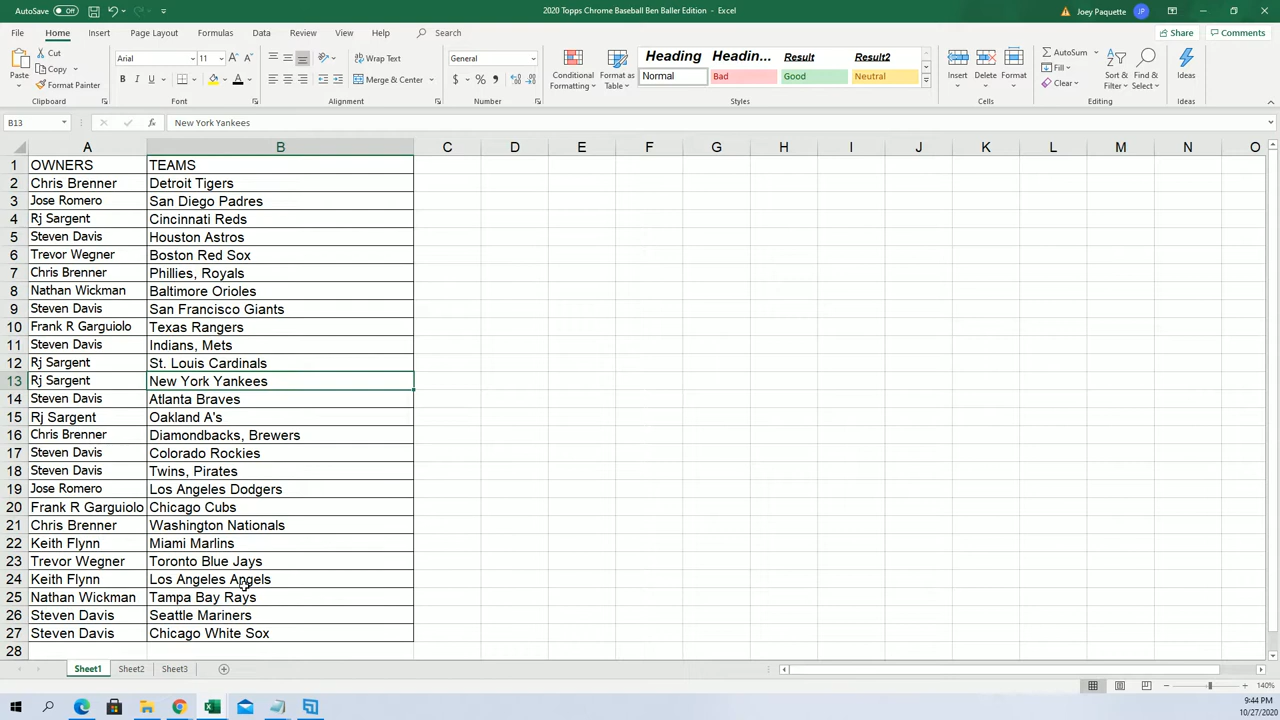 AutoSave Off 2020 Topps Chrome Baseball Ben Baller Edition - Excel Joey Paquette JP
File Home Insert Page Layout Formulas Data Review View Help Search Share Comments
Paste Cut Copy Format Painter Clipboard
Arial 11 B I U Font
Wrap Text Merge & Center Alignment
General $ % Number
Conditional Formatting Format as Table
Heading Headin... Result Result2
Normal Bad Good Neutral
Styles
Insert Delete Format Cells
AutoSum Fill Clear Sort & Filter Find & Select Editing
Ideas Ideas
B13 fx New York Yankees
A B C D E F G H I J K L M N O
1 OWNERS TEAMS
2 Chris Brenner Detroit Tigers
3 Jose Romero San Diego Padres
4 Rj Sargent Cincinnati Reds
5 Steven Davis Houston Astros
6 Trevor Wegner Boston Red Sox
7 Chris Brenner Phillies, Royals
8 Nathan Wickman Baltimore Orioles
9 Steven Davis San Francisco Giants
10 Frank R Garguiolo Texas Rangers
11 Steven Davis Indians, Mets
12 Rj Sargent St. Louis Cardinals
13 Rj Sargent New York Yankees
14 Steven Davis Atlanta Braves
15 Rj Sargent Oakland A's
16 Chris Brenner Diamondbacks, Brewers
17 Steven Davis Colorado Rockies
18 Steven Davis Twins, Pirates
19 Jose Romero Los Angeles Dodgers
20 Frank R Garguiolo Chicago Cubs
21 Chris Brenner Washington Nationals
22 Keith Flynn Miami Marlins
23 Trevor Wegner Toronto Blue Jays
24 Keith Flynn Los Angeles Angels
25 Nathan Wickman Tampa Bay Rays
26 Steven Davis Seattle Mariners
27 Steven Davis Chicago White Sox
28
Sheet1 Sheet2 Sheet3
140%
9:44 PM
10/27/2020